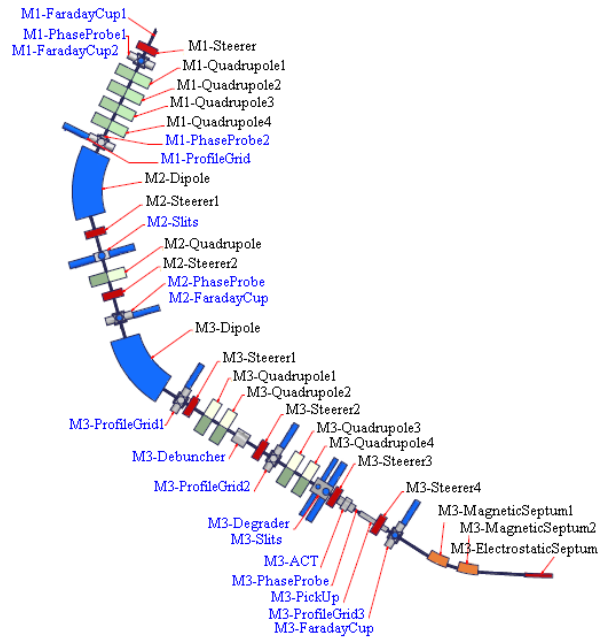 M1-FaradayCup1
M1-PhaseProbe1
M1-Steerer
M1-FaradayCup2
M1-Quadrupole1
M1-Quadrupole2
M1-Quadrupole3
M1-Quadrupole4
M1-PhaseProbe2
M1-ProfileGrid
M2-Dipole
M2-Steerer1
M2-Slits
M2-Quadrupole
M2-Steerer2
M2-PhaseProbe
M2-FaradayCup
M3-Dipole
M3-Steerer1
M3-Quadrupole1
M3-Quadrupole2
M3-Steerer2
M3-ProfileGrid1
M3-Quadrupole3
M3-Quadrupole4
M3-Debuncher
M3-Steerer3
M3-ProfileGrid2
M3-Steerer4
M3-MagneticSeptum1
M3-Degrader
M3-MagneticSeptum2
M3-Slits
M3-ElectrostaticSeptum
M3-ACT
M3-PhaseProbe
M3-PickUp
M3-ProfileGrid3
M3-FaradayCup